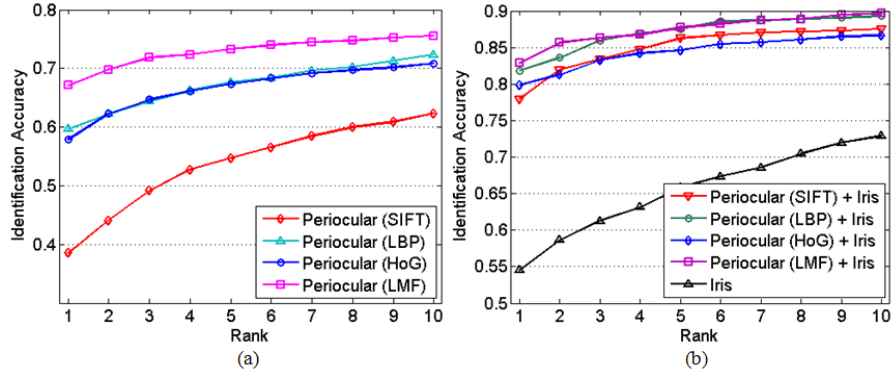 Identification Accuracy
0.8
0.7
0.6
0.5
0.4
1 2 3 4 5 6 7 8 9 10
Rank
Periocular (SIFT)
Periocular (LBP)
Periocular (HoG)
Periocular (LMF)
(a)
Identification Accuracy
0.9
0.85
0.8
0.75
0.7
0.65
0.6
0.55
0.5
1 2 3 4 5 6 7 8 9 10
Rank
Periocular (SIFT) + Iris
Periocular (LBP) + Iris
Periocular (HoG) + Iris
Periocular (LMF) + Iris
Iris
(b)